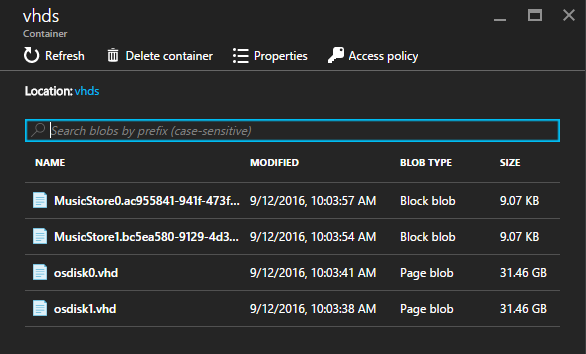 vhds
Container
Refresh Delete container Properties Access policy
Location: vhds
Search blobs by prefix (case-sensitive)
NAME MODIFIED BLOB TYPE SIZE
MusicStore0.ac955841-941f-473f... 9/12/2016, 10:03:57 AM Block blob 9.07 KB
MusicStore1.bc5ea580-9129-4d3... 9/12/2016, 10:03:54 AM Block blob 9.07 KB
osdisk0.vhd 9/12/2016, 10:03:41 AM Page blob 31.46 GB
osdisk1.vhd 9/12/2016, 10:03:38 AM Page blob 31.46 GB